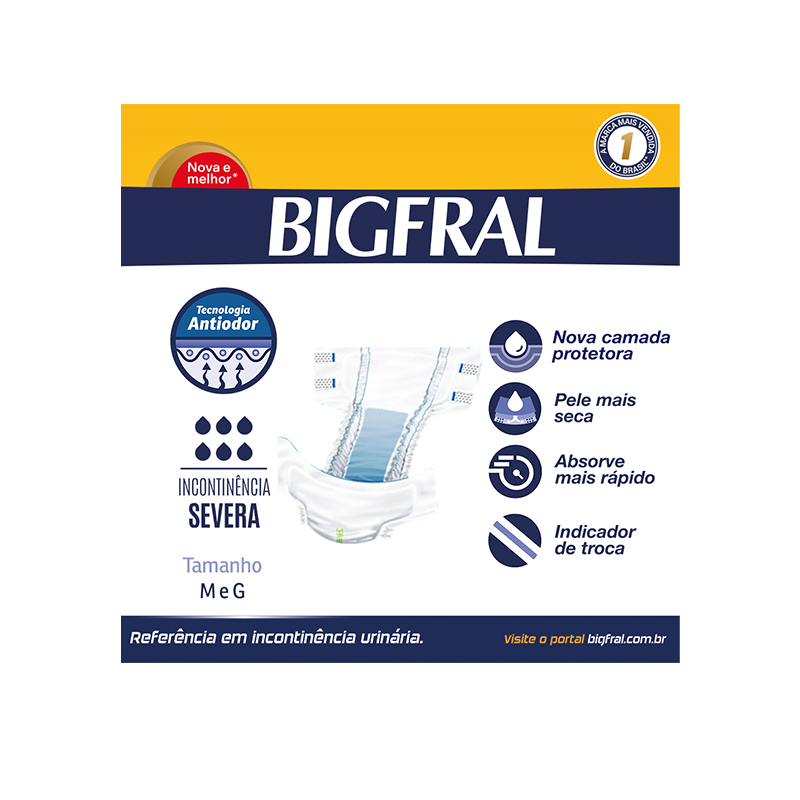 A MARCA MAIS VENDIDA
1
DO BRASIL**
Nova e
melhor*
BIGFRAL
Tecnologia
Antiodor
INCONTINÊNCIA
SEVERA
Tamanho
M e G
Nova camada
protetora
Pele mais
seca
Absorve
mais rápido
Indicador
de troca
Referência em incontinência urinária.
Visite o portal bigfral.com.br